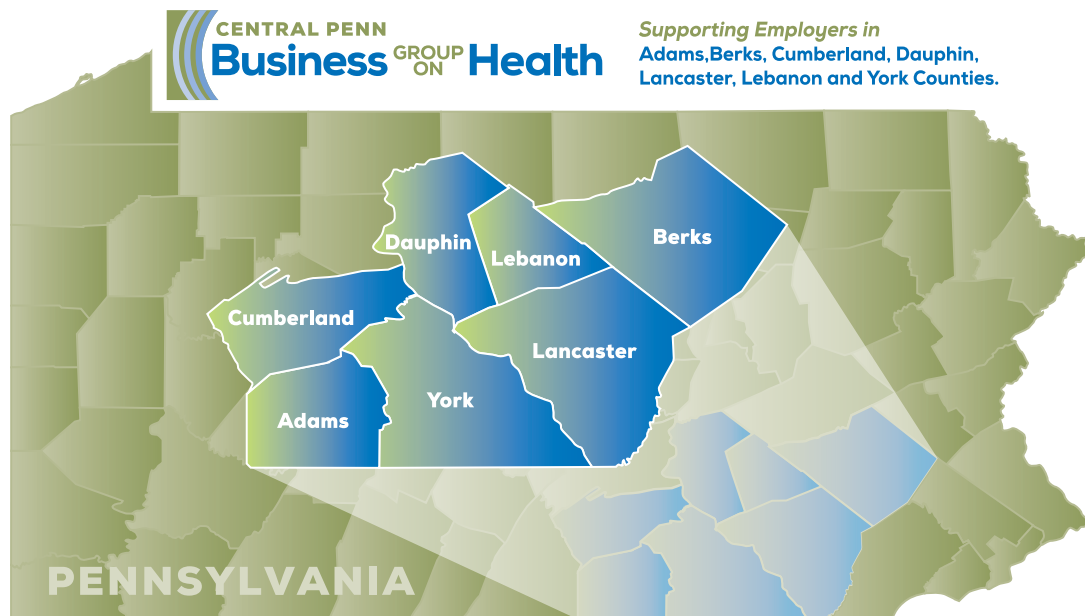 CENTRAL PENN
Business GROUP ON Health
Supporting Employers in
Adams,Berks, Cumberland, Dauphin,
Lancaster, Lebanon and York Counties.
Dauphin
Lebanon
Berks
Cumberland
Lancaster
York
Adams
PENNSYLVANIA